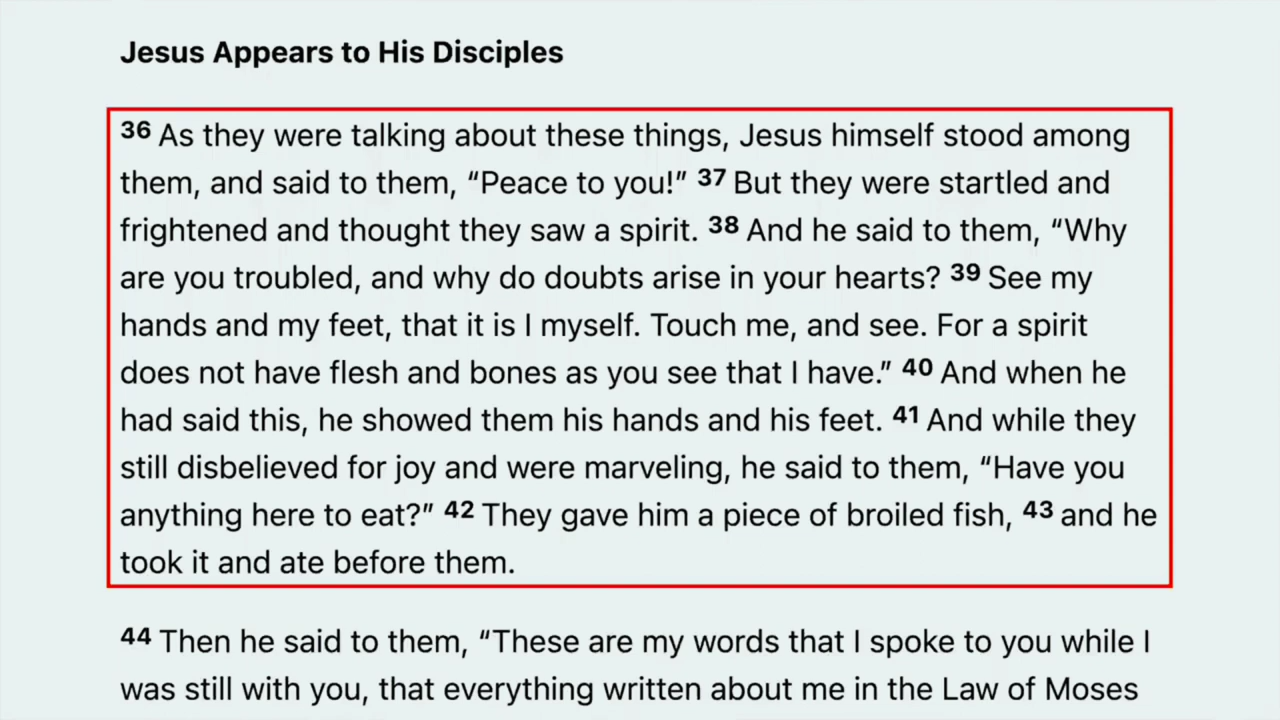 Jesus Appears to His Disciples
36 As they were talking about these things, Jesus himself stood among
them, and said to them, “Peace to you!” 37 But they were startled and
frightened and thought they saw a spirit. 38 And he said to them, “Why
are you troubled, and why do doubts arise in your hearts? 39 See my
hands and my feet, that it is I myself. Touch me, and see. For a spirit
does not have flesh and bones as you see that I have.” 40 And when he
had said this, he showed them his hands and his feet. 41 And while they
still disbelieved for joy and were marveling, he said to them, “Have you
anything here to eat?” 42 They gave him a piece of broiled fish, 43 and he
took it and ate before them.
44 Then he said to them, “These are my words that I spoke to you while I
was still with you, that everything written about me in the Law of Moses